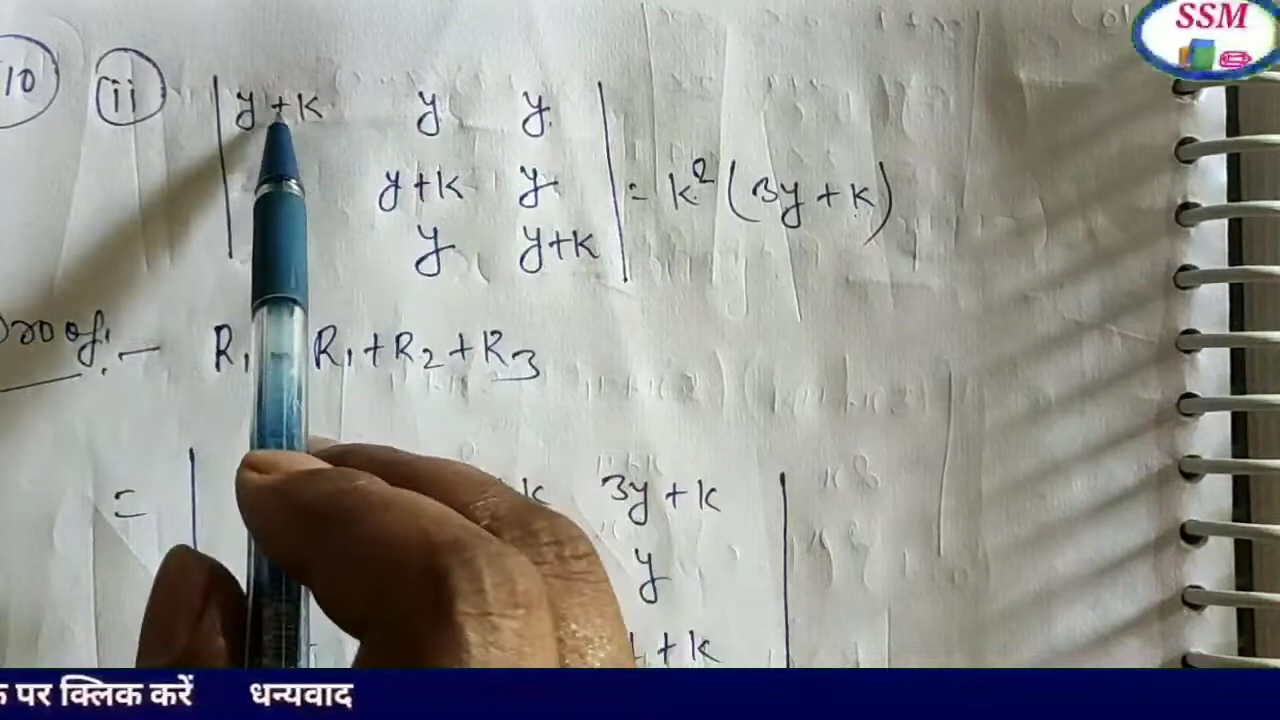 SSM
10 ii | y+k y y |
y+k y = k² (3y + k)
y y+k
Proof:- R₁ R₁ + R₂ + R₃
= | k 3y + k |
y
+ k
पर क्लिक करें धन्यवाद